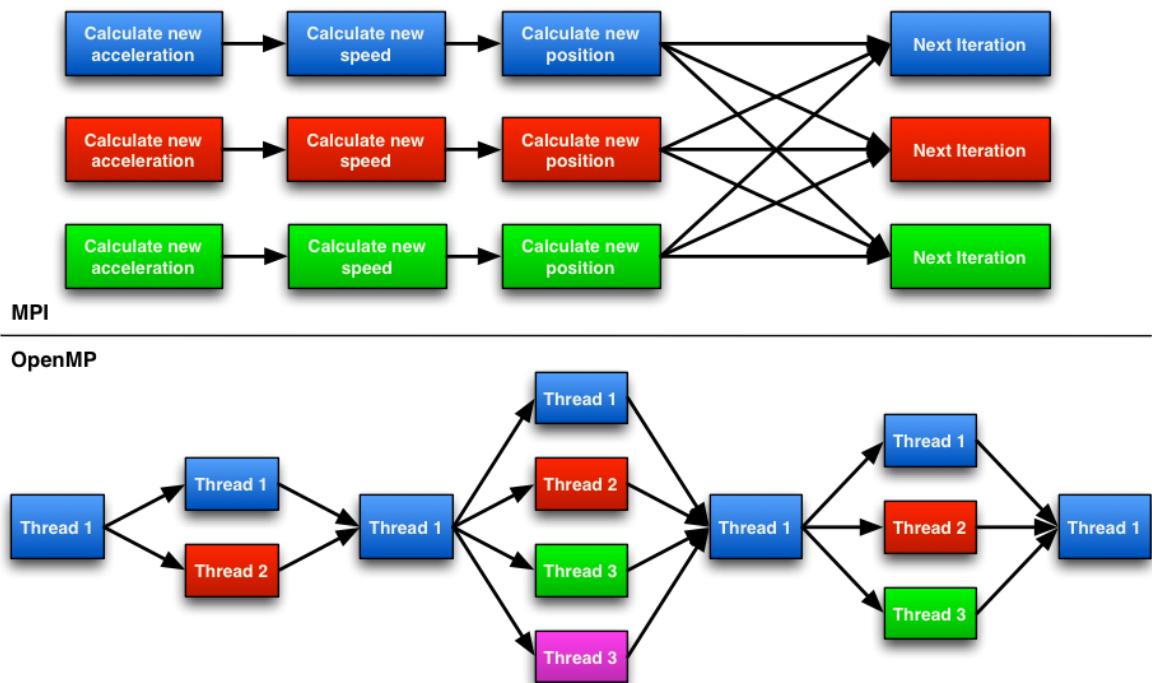 Calculate new
acceleration
Calculate new
speed
Calculate new
position
Next Iteration
Calculate new
acceleration
Calculate new
speed
Calculate new
position
Next Iteration
Calculate new
acceleration
Calculate new
speed
Calculate new
position
Next Iteration
MPI
OpenMP
Thread 1
Thread 1
Thread 2
Thread 1
Thread 1
Thread 2
Thread 3
Thread 3
Thread 1
Thread 1
Thread 2
Thread 3
Thread 1